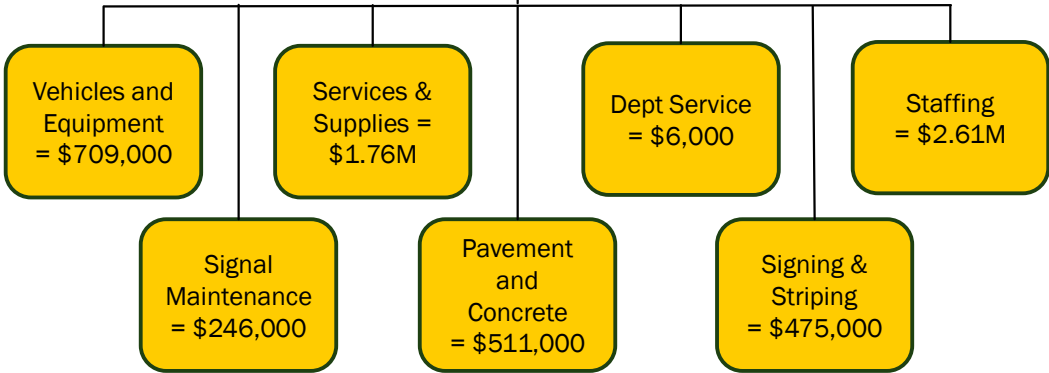 Vehicles and
Equipment
= $709,000
Services &
Supplies =
$1.76M
Dept Service
= $6,000
Staffing
= $2.61M
Signal
Maintenance
= $246,000
Pavement
and
Concrete
= $511,000
Signing &
Striping
= $475,000